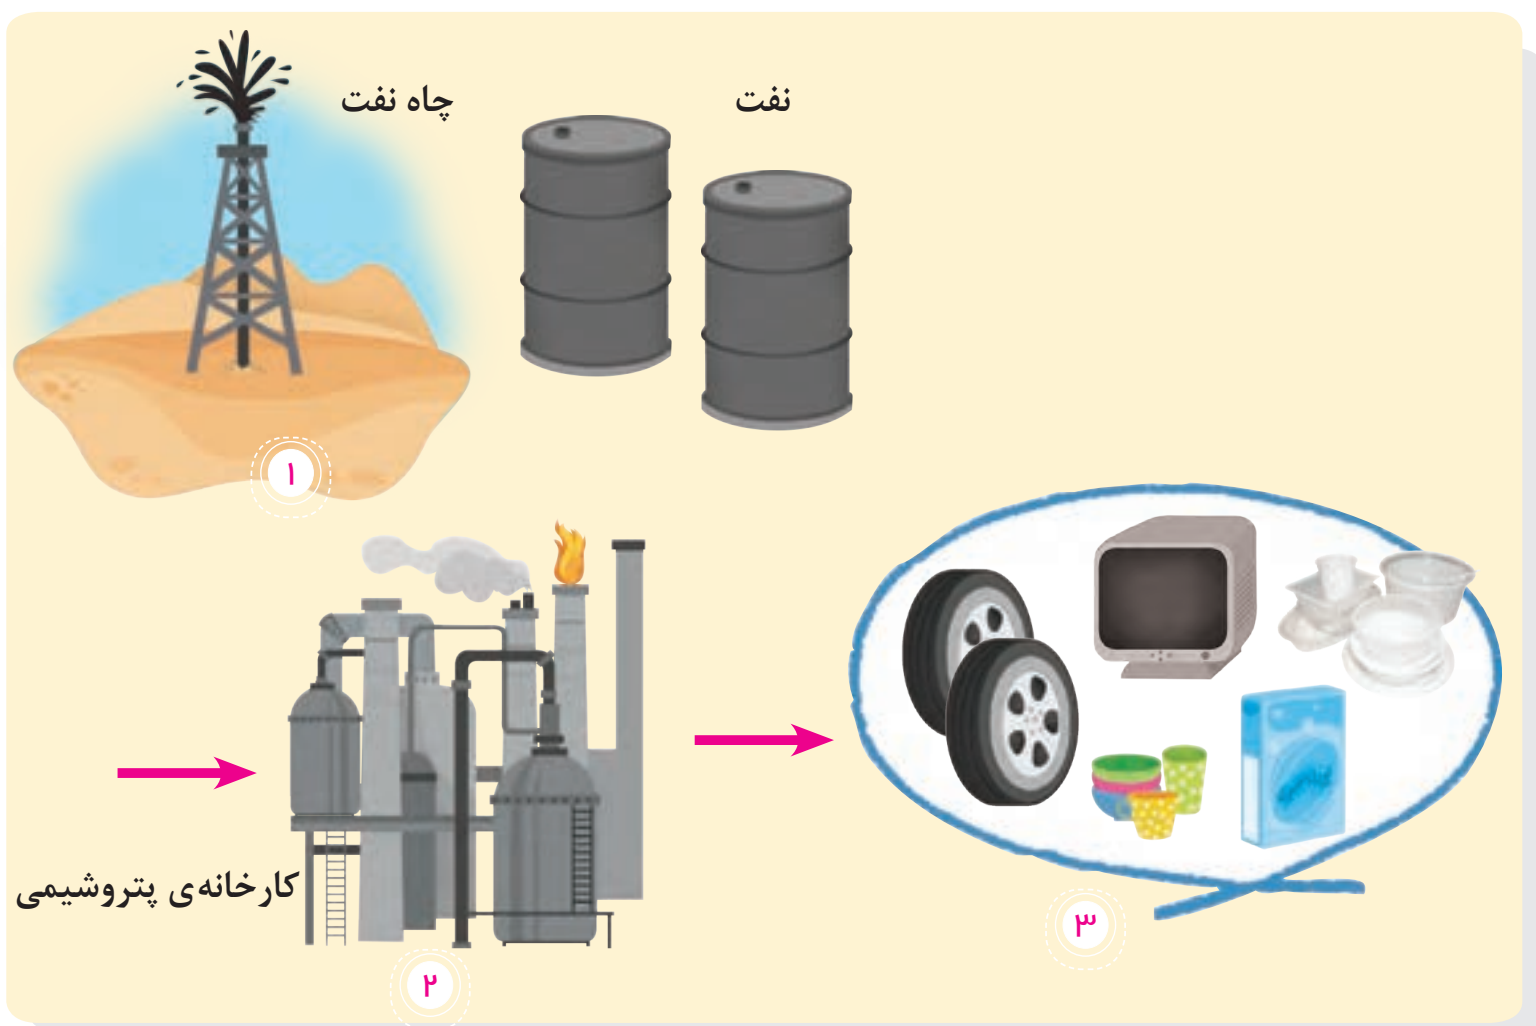 نفت
چاه نفت
۱
کارخانه‌ی پتروشیمی
۲
۳